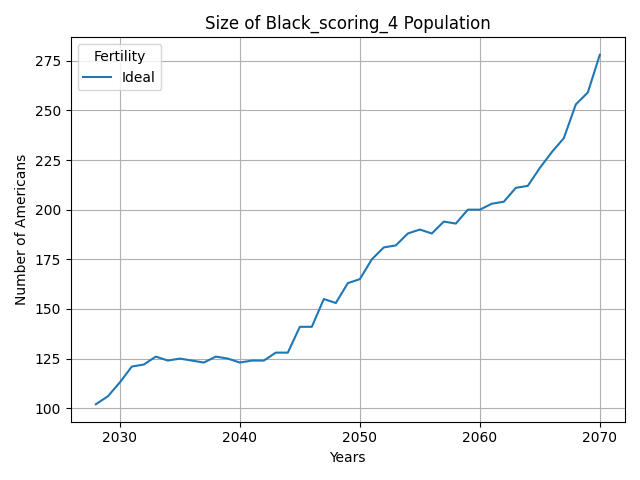 Size of Black_scoring_4 Population
Fertility
Ideal
Number of Americans
275
250
225
200
175
150
125
100
2030 2040 2050 2060 2070
Years